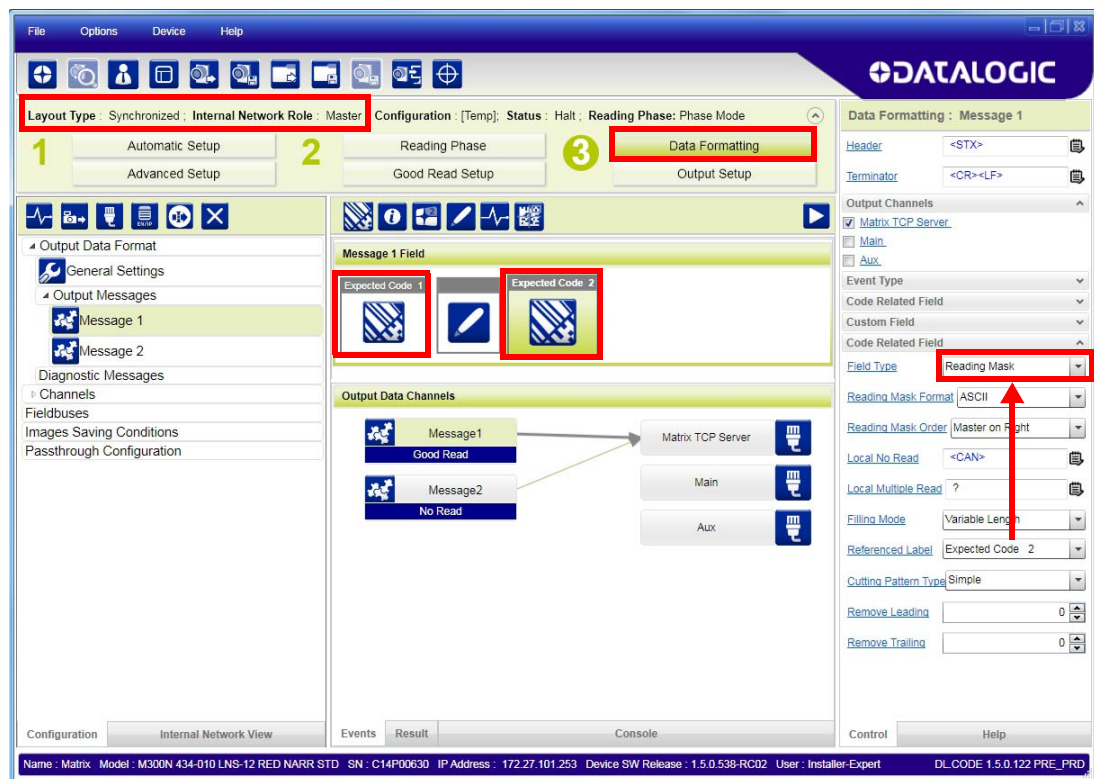 File Options Device Help
DATALOGIC
Layout Type : Synchronized ; Internal Network Role : Master Configuration : [Temp]; Status : Halt ; Reading Phase: Phase Mode
1 Automatic Setup 2 Reading Phase 3 Data Formatting
Advanced Setup Good Read Setup Output Setup
Output Data Format
General Settings
Output Messages
Message 1
Message 2
Diagnostic Messages
Channels
Fieldbuses
Images Saving Conditions
Passthrough Configuration
Configuration Internal Network View
Message 1 Field
Expected Code 1 Expected Code 2
Output Data Channels
Message1 Matrix TCP Server
Good Read
Main
Message2
No Read
Aux
Events Result Console
Data Formatting : Message 1
Header <STX>
Terminator <CR><LF>
Output Channels
Matrix TCP Server
Main
Aux
Event Type
Code Related Field
Custom Field
Code Related Field
Field Type Reading Mask
Reading Mask Format ASCII
Reading Mask Order Master on Right
Local No Read <CAN>
Local Multiple Read ?
Filling Mode Variable Length
Referenced Label Expected Code 2
Cutting Pattern Type Simple
Remove Leading 0
Remove Trailing 0
Control Help
Name : Matrix Model : M300N 434-010 LNS-12 RED NARR STD SN : C14P00630 IP Address : 172.27.101.253 Device SW Release : 1.5.0.538-RC02 User : Installer-Expert DL.CODE 1.5.0.122 PRE_PRD